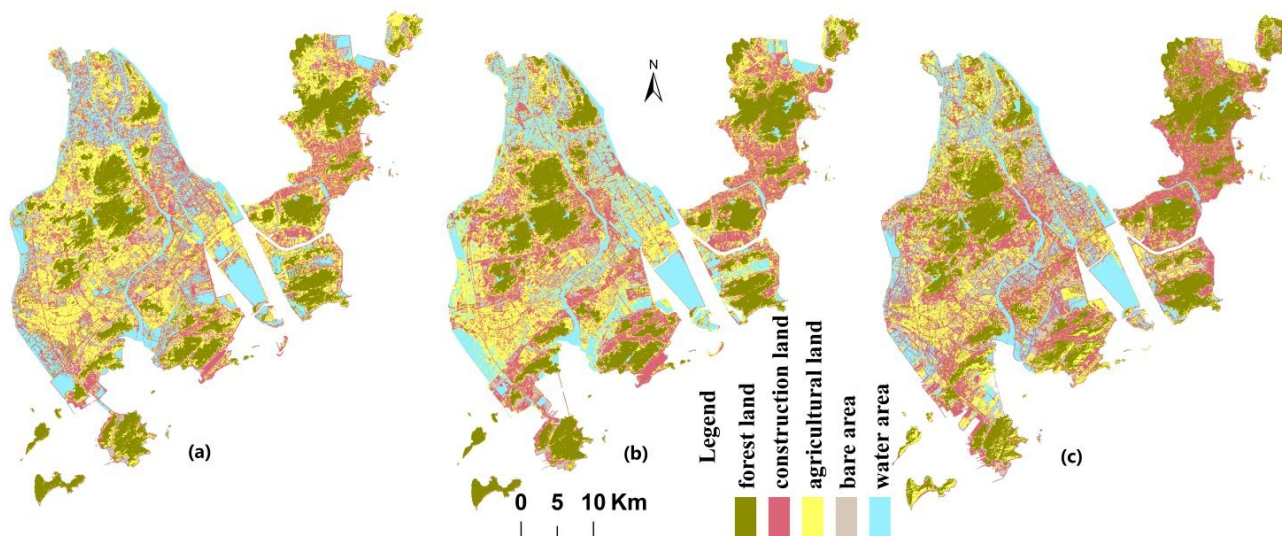 N
(a)
(b)
(c)
Legend
forest land
construction land
agricultural land
bare area
water area
0 5 10 Km